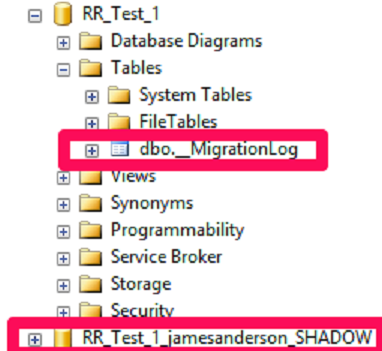 RR_Test_1
Database Diagrams
Tables
System Tables
FileTables
dbo.__MigrationLog
Views
Synonyms
Programmability
Service Broker
Storage
Security
RR_Test_1_jamesanderson_SHADOW